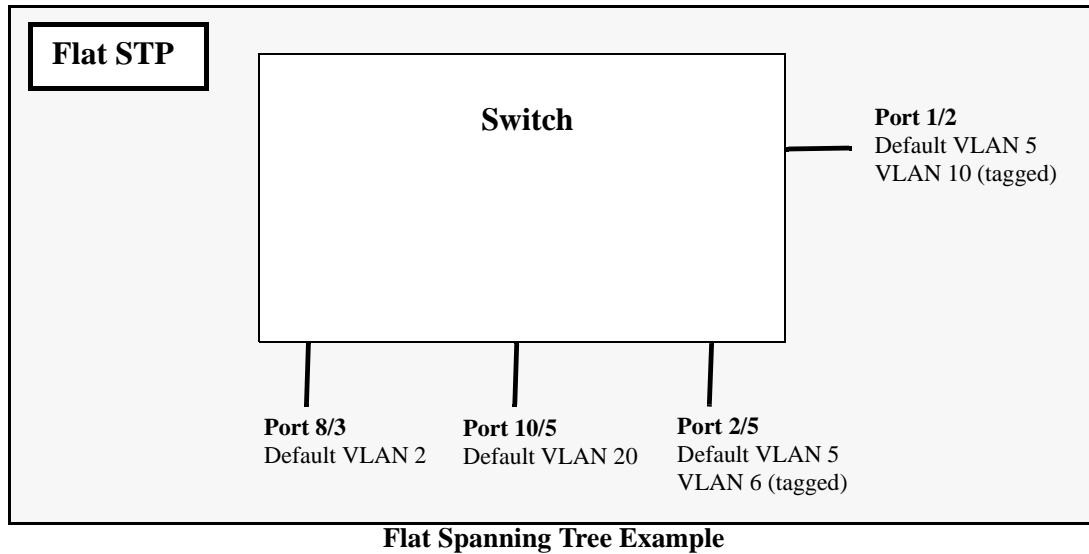 Flat STP
Switch
Port 1/2
Default VLAN 5
VLAN 10 (tagged)
Port 8/3
Default VLAN 2
Port 10/5
Default VLAN 20
Port 2/5
Default VLAN 5
VLAN 6 (tagged)
Flat Spanning Tree Example